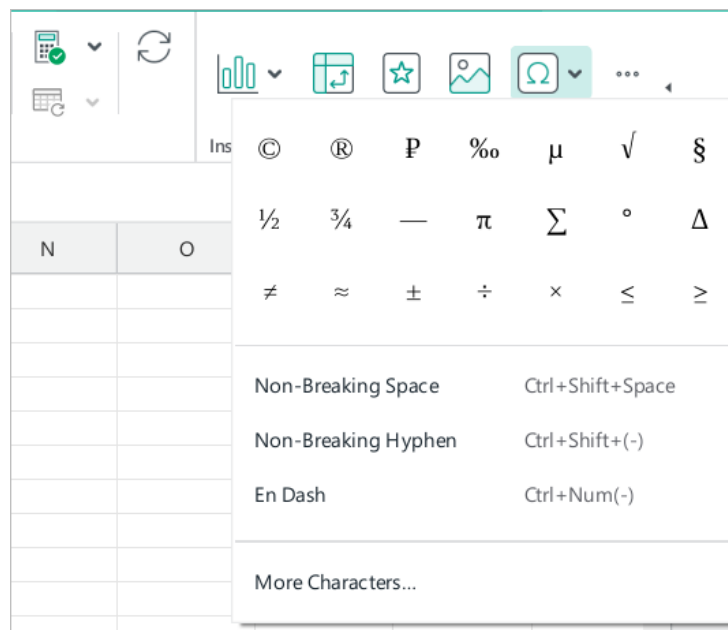 Ω
Ins
© ® ₽ ‰ µ √ §
½ ¾ — π ∑ ° Δ
≠ ≈ ± ÷ × ≤ ≥
N O
Non-Breaking Space Ctrl+Shift+Space
Non-Breaking Hyphen Ctrl+Shift+(-)
En Dash Ctrl+Num(-)
More Characters...